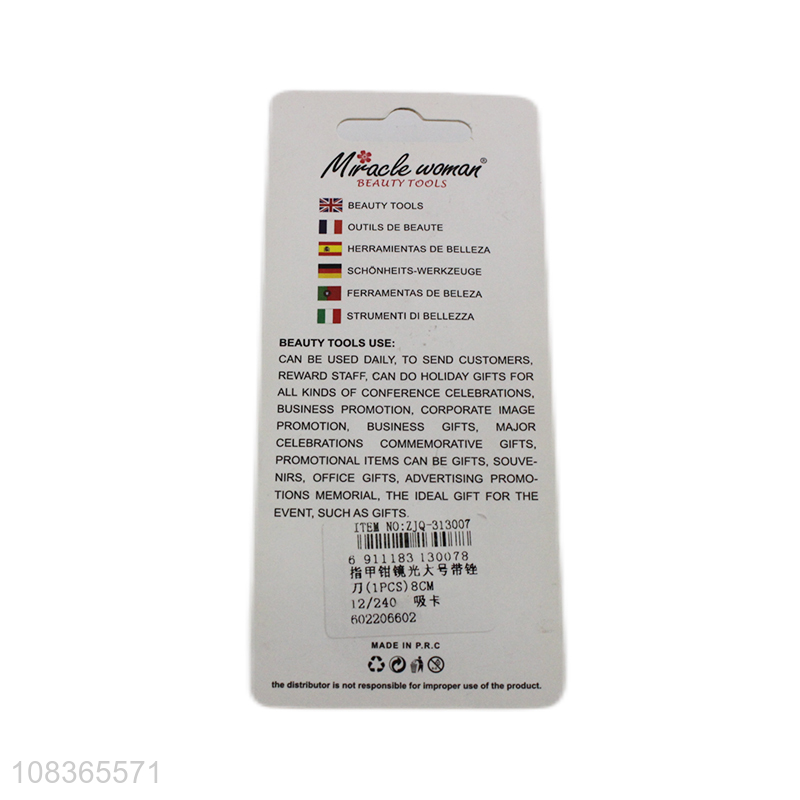 Miracle woman®
BEAUTY TOOLS
BEAUTY TOOLS
OUTILS DE BEAUTE
HERRAMIENTAS DE BELLEZA
SCHÖNHEITS-WERKZEUGE
FERRAMENTAS DE BELEZA
STRUMENTI DI BELLEZZA
BEAUTY TOOLS USE:
CAN BE USED DAILY, TO SEND CUSTOMERS,
REWARD STAFF, CAN DO HOLIDAY GIFTS FOR
ALL KINDS OF CONFERENCE CELEBRATIONS,
BUSINESS PROMOTION, CORPORATE IMAGE
PROMOTION, BUSINESS GIFTS, MAJOR
CELEBRATIONS COMMEMORATIVE GIFTS,
PROMOTIONAL ITEMS CAN BE GIFTS, SOUVE-
NIRS, OFFICE GIFTS, ADVERTISING PROMO-
TIONS MEMORIAL, THE IDEAL GIFT FOR THE
EVENT, SUCH AS GIFTS.
ITEM NO:ZJQ-313007
6 911183 130078
指甲钳镜光大号带锉
刀(1PCS)8CM
12/240 吸卡
602206602
MADE IN P.R.C
the distributor is not responsible for improper use of the product.
108365571